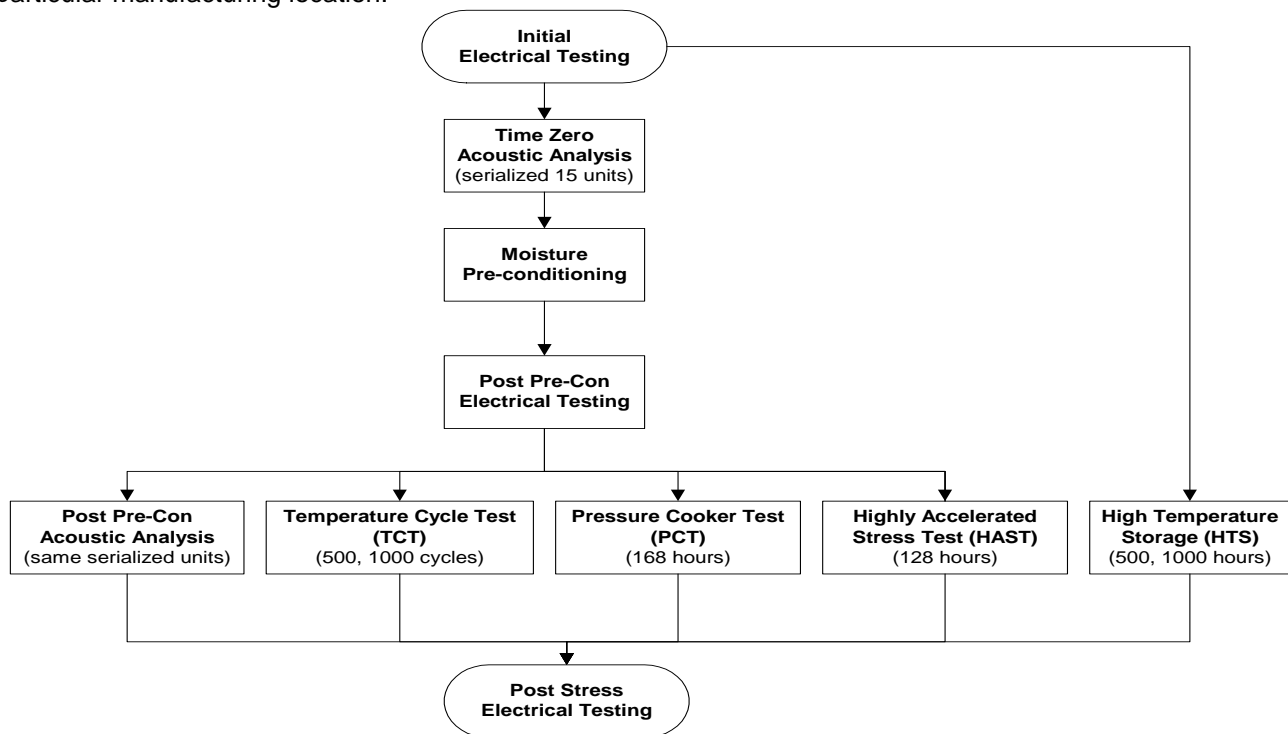 particular manufacturing location.
Initial
Electrical Testing
Time Zero
Acoustic Analysis
(serialized 15 units)
Moisture
Pre-conditioning
Post Pre-Con
Electrical Testing
Post Pre-Con
Acoustic Analysis
(same serialized units)
Temperature Cycle Test
(TCT)
(500, 1000 cycles)
Pressure Cooker Test
(PCT)
(168 hours)
Highly Accelerated
Stress Test (HAST)
(128 hours)
High Temperature
Storage (HTS)
(500, 1000 hours)
Post Stress
Electrical Testing